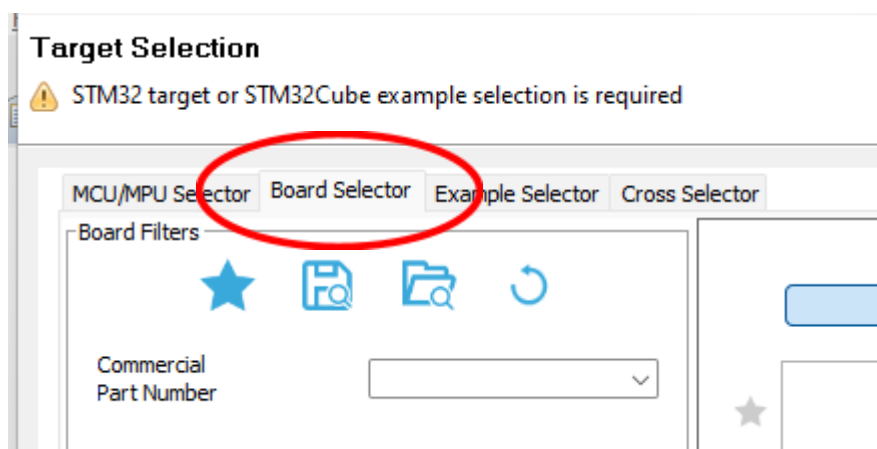 Target Selection
STM32 target or STM32Cube example selection is required
MCU/MPU Selector Board Selector Example Selector Cross Selector
Board Filters
Commercial
Part Number